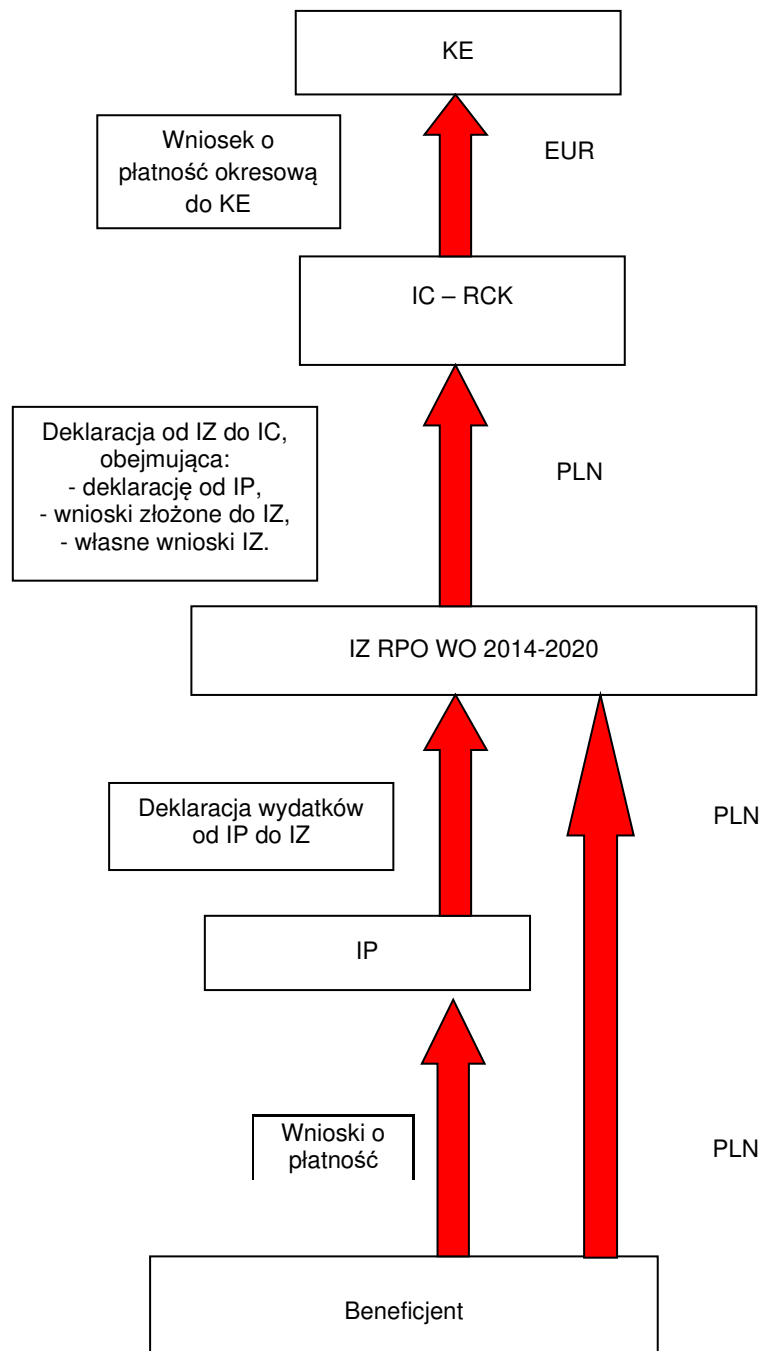 KE
Wniosek o
płatność okresową
do KE
EUR
IC – RCK
Deklaracja od IZ do IC,
obejmująca:
- deklarację od IP,
- wnioski złożone do IZ,
- własne wnioski IZ.
PLN
IZ RPO WO 2014-2020
Deklaracja wydatków
od IP do IZ
PLN
IP
Wnioski o
płatność
PLN
Beneficjent